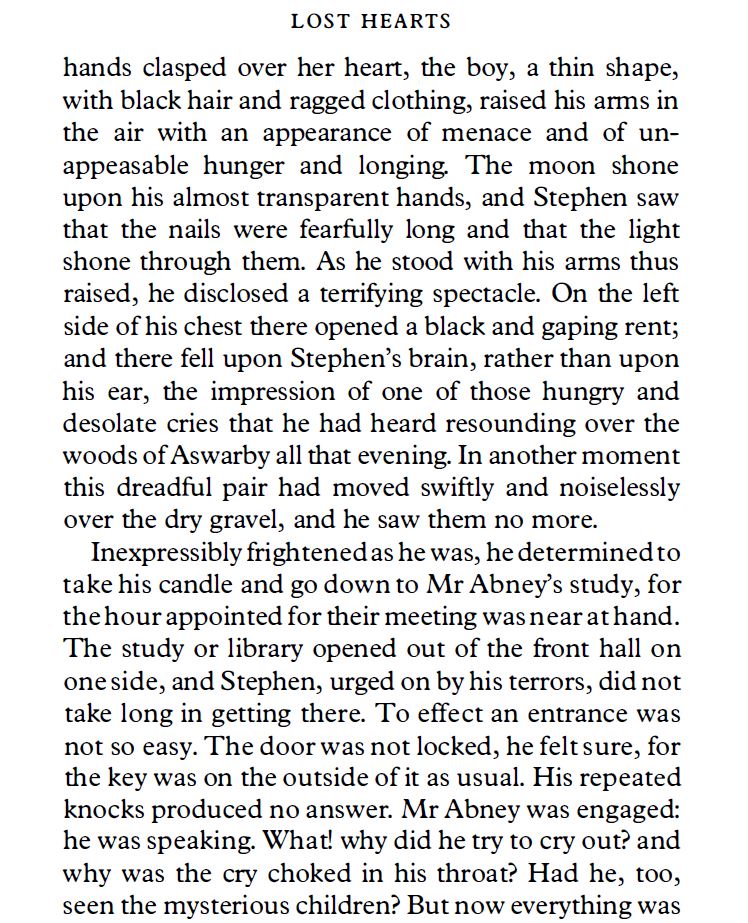 LOST HEARTS
hands clasped over her heart, the boy, a thin shape,
with black hair and ragged clothing, raised his arms in
the air with an appearance of menace and of un-
appeasable hunger and longing. The moon shone
upon his almost transparent hands, and Stephen saw
that the nails were fearfully long and that the light
shone through them. As he stood with his arms thus
raised, he disclosed a terrifying spectacle. On the left
side of his chest there opened a black and gaping rent;
and there fell upon Stephen’s brain, rather than upon
his ear, the impression of one of those hungry and
desolate cries that he had heard resounding over the
woods of Aswarby all that evening. In another moment
this dreadful pair had moved swiftly and noiselessly
over the dry gravel, and he saw them no more.
Inexpressibly frightened as he was, he determined to
take his candle and go down to Mr Abney’s study, for
the hour appointed for their meeting was near at hand.
The study or library opened out of the front hall on
one side, and Stephen, urged on by his terrors, did not
take long in getting there. To effect an entrance was
not so easy. The door was not locked, he felt sure, for
the key was on the outside of it as usual. His repeated
knocks produced no answer. Mr Abney was engaged:
he was speaking. What! why did he try to cry out? and
why was the cry choked in his throat? Had he, too,
seen the mysterious children? But now everything was